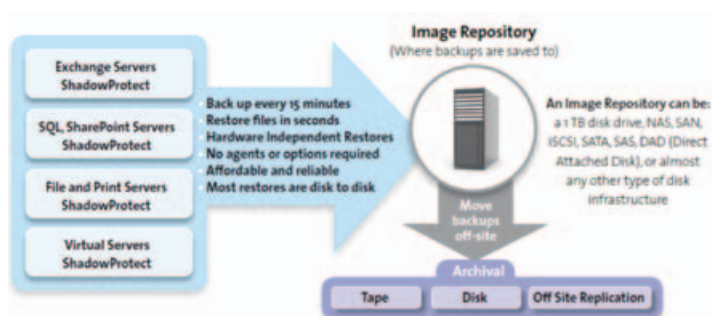 Exchange Servers
ShadowProtect
SQL, SharePoint Servers
ShadowProtect
File and Print Servers
ShadowProtect
Virtual Servers
ShadowProtect
· Back up every 15 minutes
· Restore files in seconds
· Hardware Independent Restores
· No agents or options required
· Affordable and reliable
· Most restores are disk to disk
Image Repository
(Where backups are saved to)
An Image Repository can be:
a 1 TB disk drive, NAS, SAN,
iSCSI, SATA, SAS, DAD (Direct
Attached Disk), or almost
any other type of disk
infrastructure
Move
backups
off-site
Archival
Tape
Disk
Off Site Replication